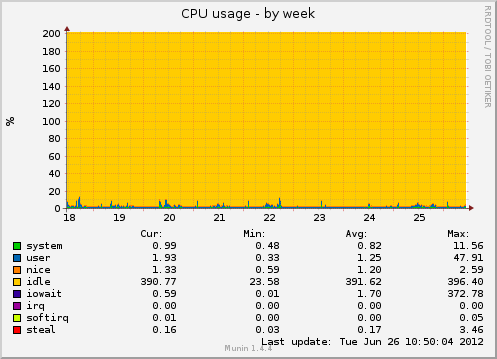 CPU usage - by week
RRDTOOL / TOBI OETIKER
%
200
180
160
140
120
100
80
60
40
20
0
18 19 20 21 22 23 24 25
Cur: Min: Avg: Max:
system 0.99 0.48 0.82 11.56
user 1.93 0.33 1.25 47.91
nice 1.33 0.59 1.20 2.59
idle 390.77 23.58 391.62 396.40
iowait 0.59 0.01 1.70 372.78
irq 0.00 0.00 0.00 0.00
softirq 0.01 0.00 0.00 0.05
steal 0.16 0.03 0.17 3.46
Last update: Tue Jun 26 10:50:04 2012
Munin 1.4.4